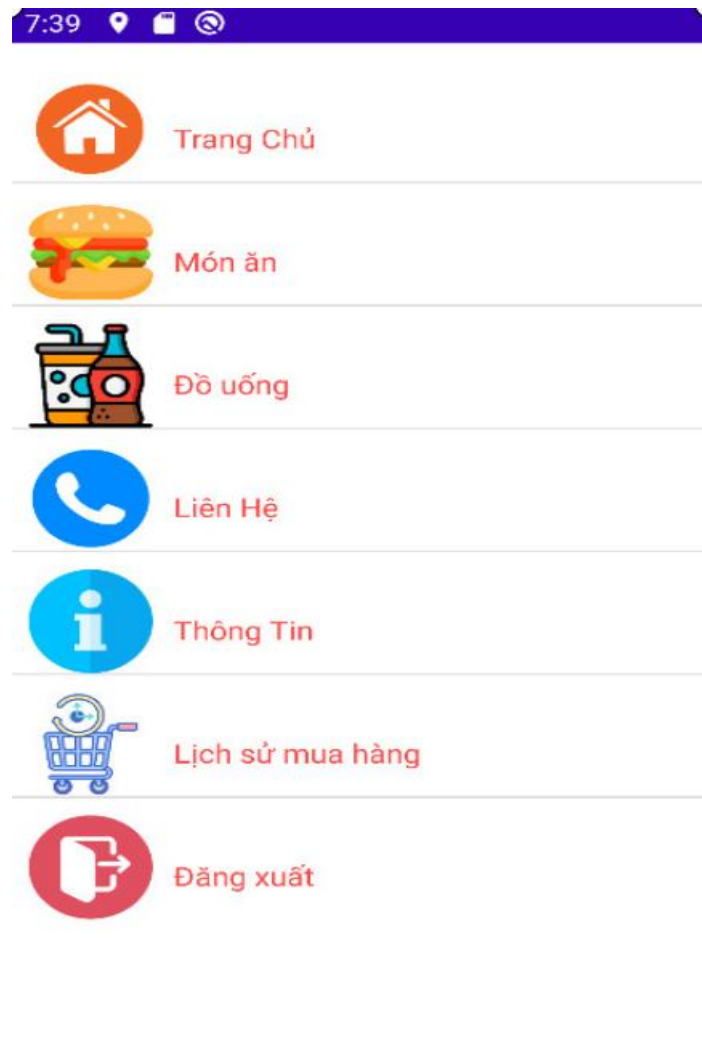 7:39
Trang Chủ
Món ăn
Đồ uống
Liên Hệ
Thông Tin
Lịch sử mua hàng
Đăng xuất